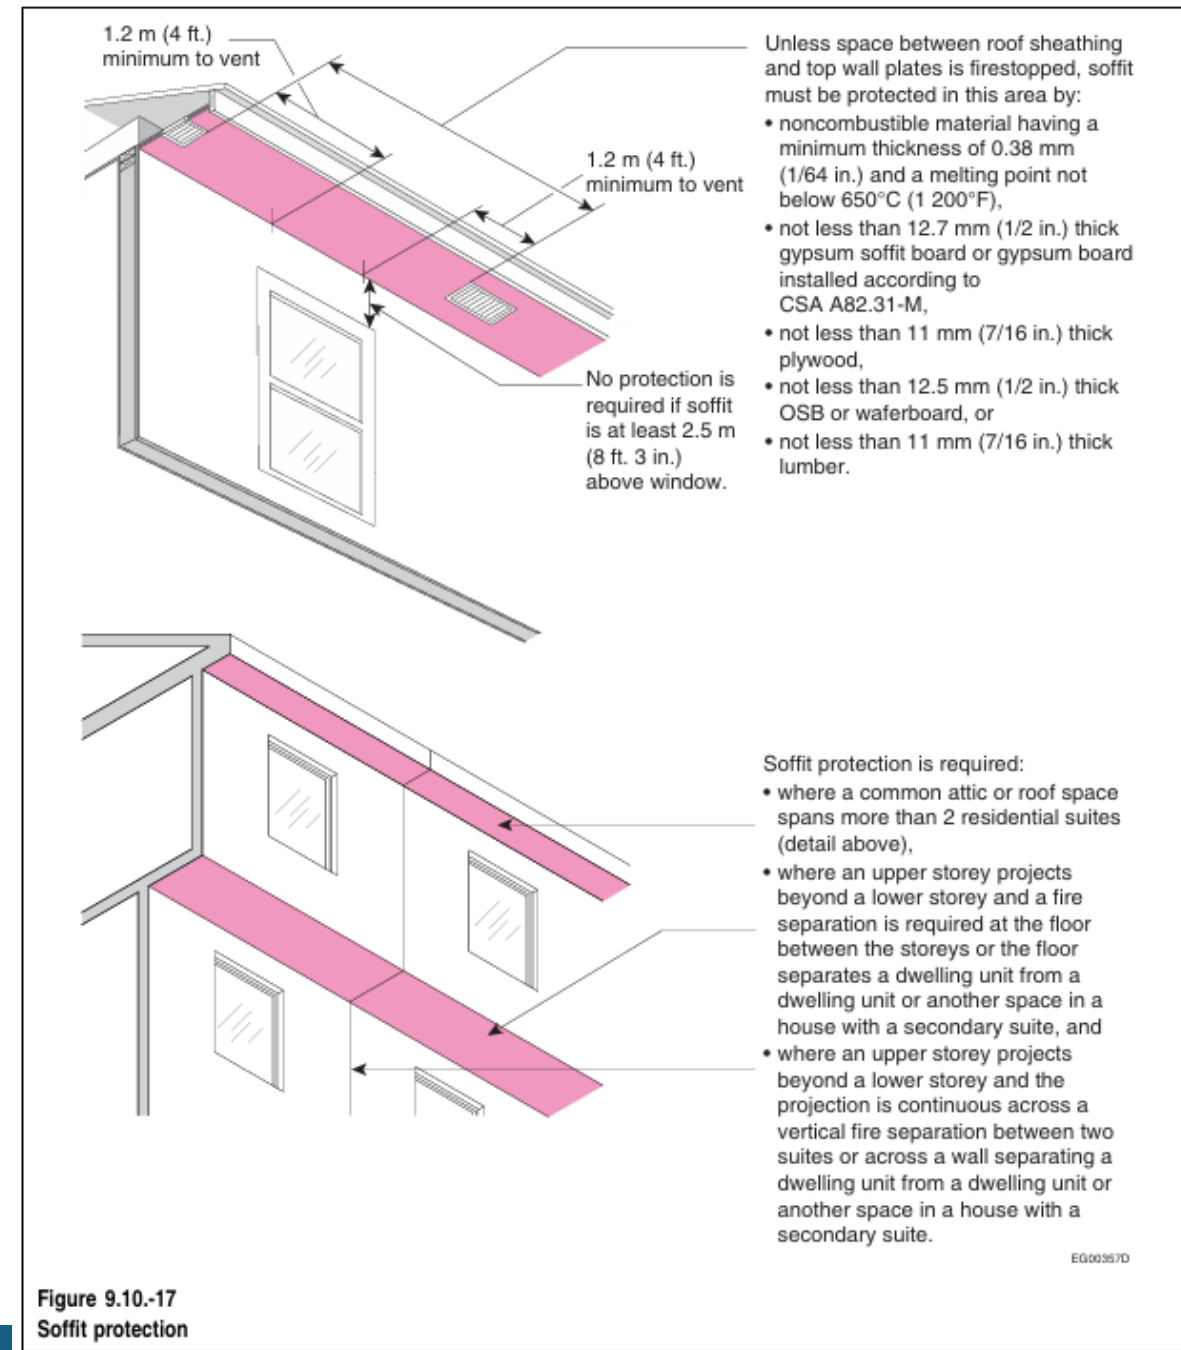 1.2 m (4 ft.)
minimum to vent
Unless space between roof sheathing
and top wall plates is firestopped, soffit
must be protected in this area by:
• noncombustible material having a
minimum thickness of 0.38 mm
(1/64 in.) and a melting point not
below 650°C (1 200°F),
• not less than 12.7 mm (1/2 in.) thick
gypsum soffit board or gypsum board
installed according to
CSA A82.31-M,
• not less than 11 mm (7/16 in.) thick
plywood,
• not less than 12.5 mm (1/2 in.) thick
OSB or waferboard, or
• not less than 11 mm (7/16 in.) thick
lumber.
1.2 m (4 ft.)
minimum to vent
No protection is
required if soffit
is at least 2.5 m
(8 ft. 3 in.)
above window.
Soffit protection is required:
• where a common attic or roof space
spans more than 2 residential suites
(detail above),
• where an upper storey projects
beyond a lower storey and a fire
separation is required at the floor
between the storeys or the floor
separates a dwelling unit from a
dwelling unit or another space in a
house with a secondary suite, and
• where an upper storey projects
beyond a lower storey and the
projection is continuous across a
vertical fire separation between two
suites or across a wall separating a
dwelling unit from a dwelling unit or
another space in a house with a
secondary suite.
EG00357D
Figure 9.10.-17
Soffit protection